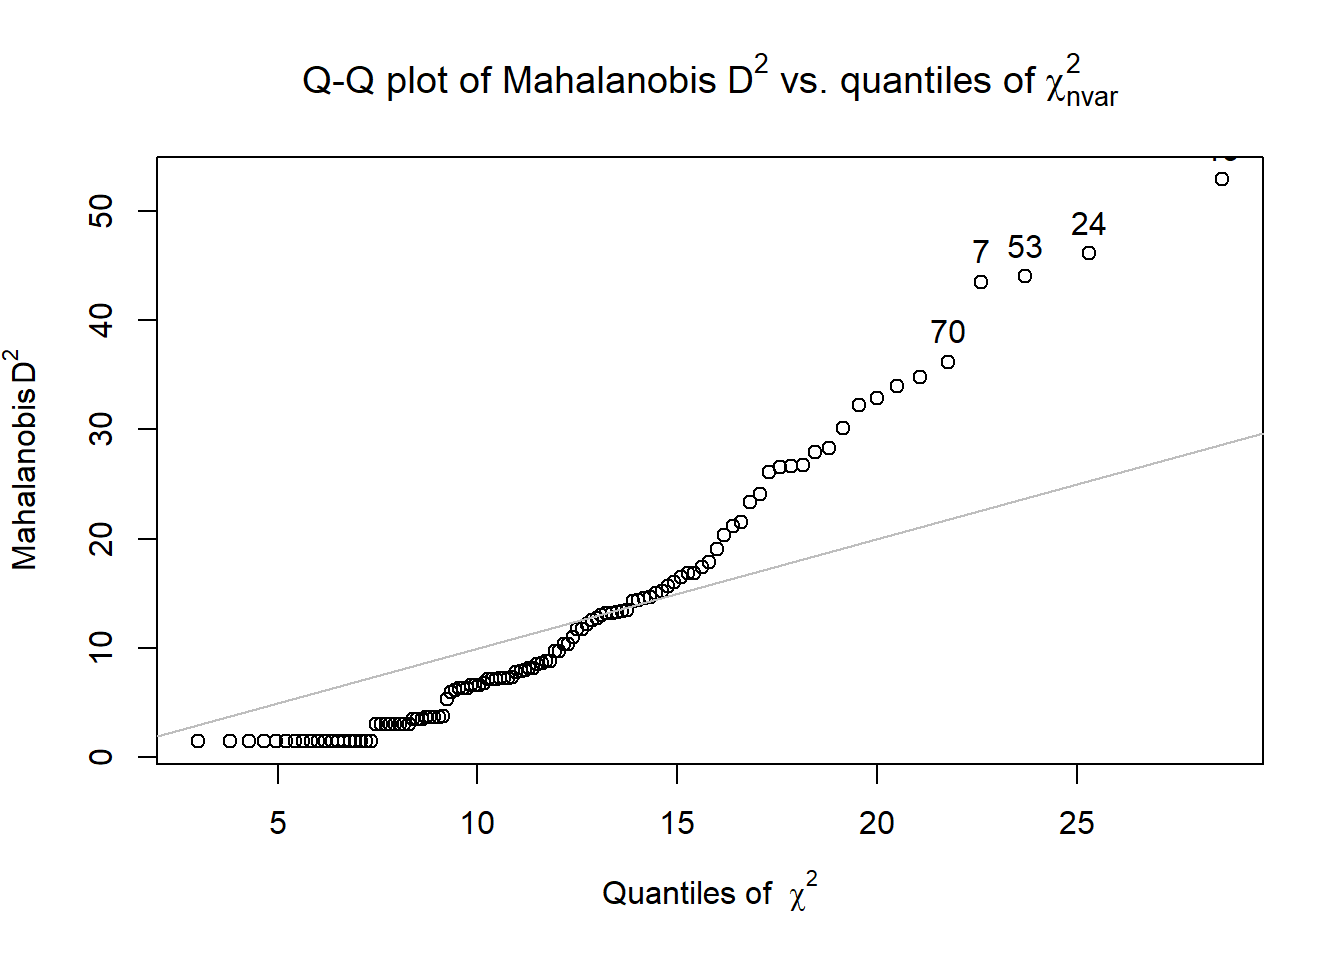 Q-Q plot of Mahalanobis D² vs. quantiles of χ²nvar
Mahalanobis D²
50
40
30
20
10
0
24
53
7
70
5 10 15 20 25
Quantiles of χ²